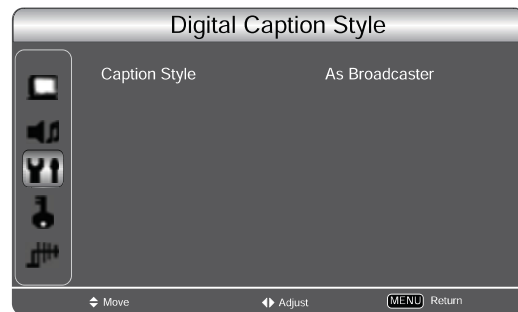 Digital Caption Style
Caption Style As Broadcaster
Move Adjust MENU Return